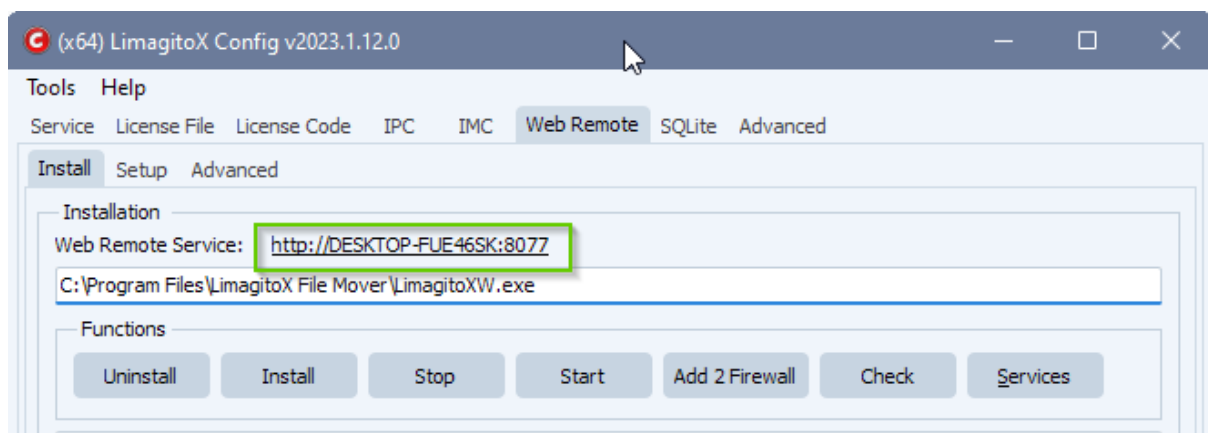 (x64) LimagitoX Config v2023.1.12.0
Tools Help
Service License File License Code IPC IMC Web Remote SQLite Advanced
Install Setup Advanced
Installation
Web Remote Service: http://DESKTOP-FUE46SK:8077
C:\Program Files\LimagitoX File Mover\LimagitoXW.exe
Functions
Uninstall Install Stop Start Add 2 Firewall Check Services